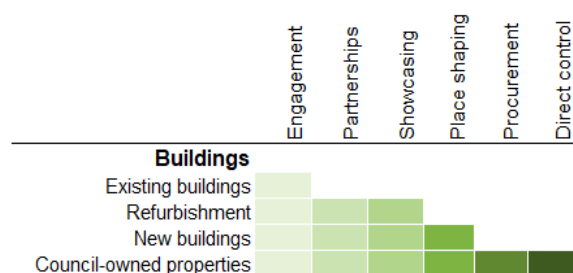 Engagement
Partnerships
Showcasing
Place shaping
Procurement
Direct control
Buildings
Existing buildings
Refurbishment
New buildings
Council-owned properties